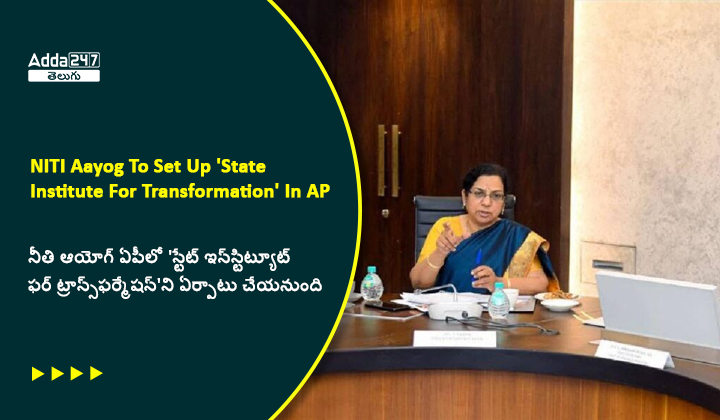 Adda247
తెలుగు
NITI Aayog To Set Up 'State
Institute For Transformation' In AP
నీతి ఆయోగ్ ఏపీలో 'స్టేట్ ఇన్‌స్టిట్యూట్
ఫర్ ట్రాన్స్‌ఫర్మేషన్'ని ఏర్పాటు చేయనుంది
Adda247